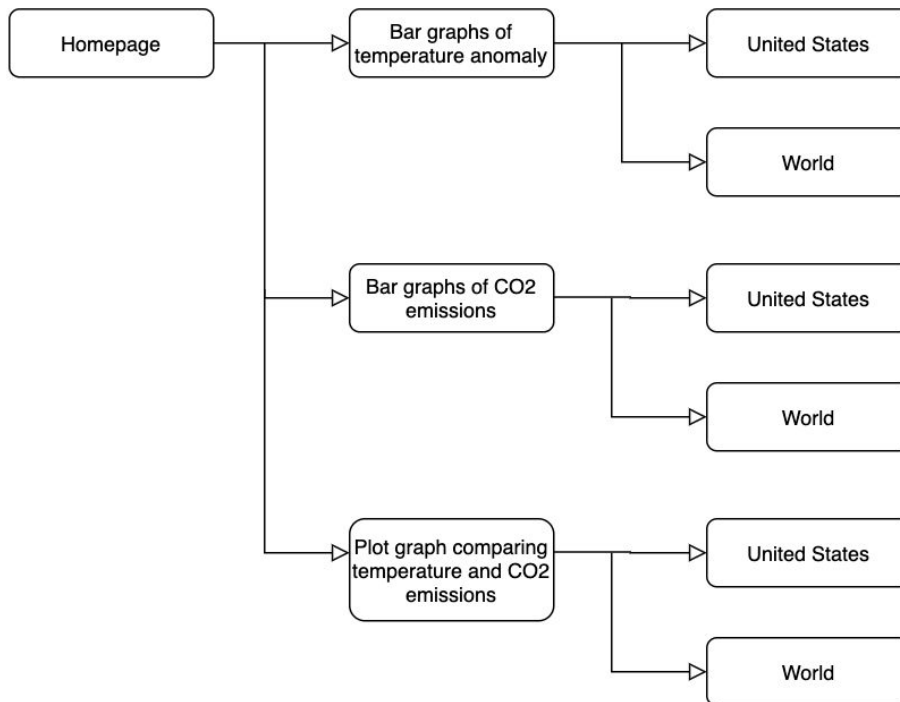 Homepage
Bar graphs of
temperature anomaly
United States
World
Bar graphs of CO2
emissions
United States
World
Plot graph comparing
temperature and CO2
emissions
United States
World